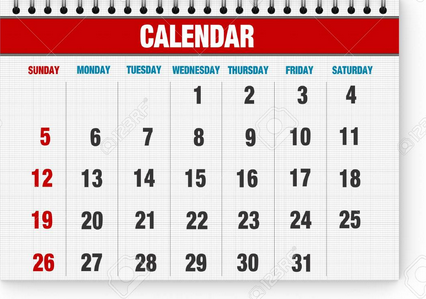 CALENDAR
SUNDAY MONDAY TUESDAY WEDNESDAY THURSDAY FRIDAY SATURDAY
1 2 3 4
5 6 7 8 9 10 11
12 13 14 15 16 17 18
19 20 21 22 23 24 25
26 27 28 29 30 31